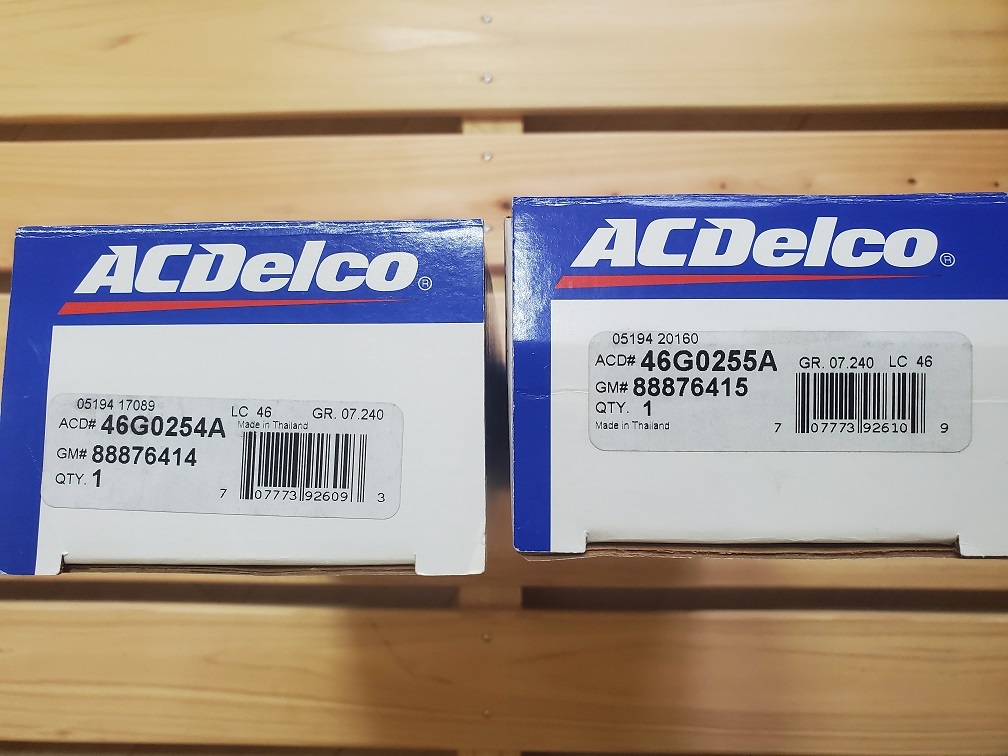 ACDelco®
05194 17089
ACD# 46G0254A
LC 46 GR. 07.240
Made in Thailand
GM# 88876414
QTY. 1
7 07773 92609 3
ACDelco®
05194 20160
ACD# 46G0255A
GR. 07.240 LC 46
GM# 88876415
QTY. 1
Made in Thailand
7 07773 92610 9